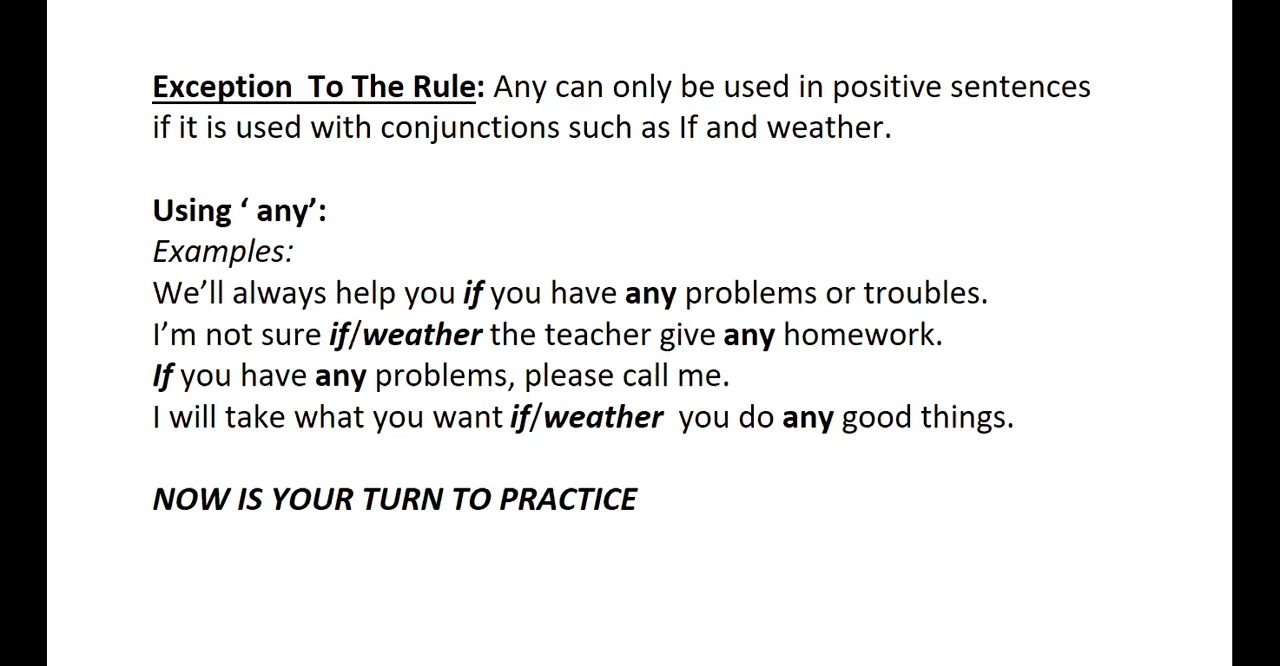 Exception  To The Rule: Any can only be used in positive sentences
if it is used with conjunctions such as If and weather.
Using ‘ any’:
Examples:
We’ll always help you if you have any problems or troubles.
I’m not sure if/weather the teacher give any homework.
If you have any problems, please call me.
I will take what you want if/weather  you do any good things.
NOW IS YOUR TURN TO PRACTICE